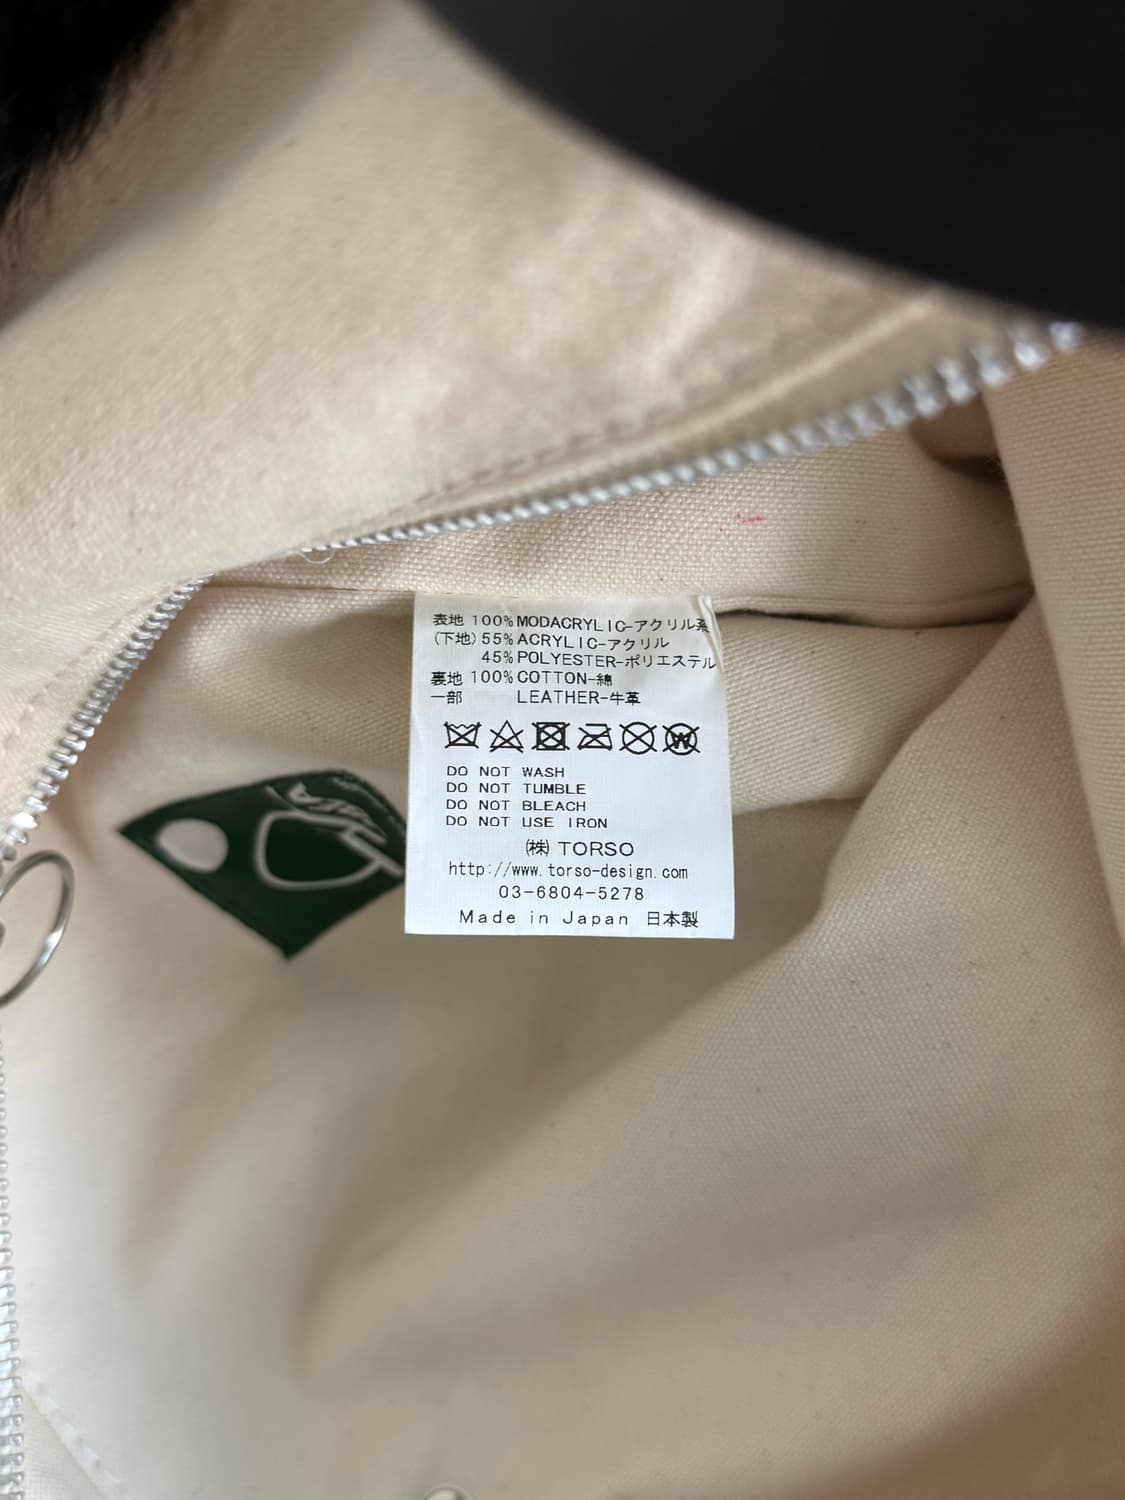 表地 100%MODACRYLIC-アクリル系
(下地) 55%ACRYLIC-アクリル
45%POLYESTER-ポリエステル
裏地 100%COTTON-綿
一部 LEATHER-牛革
W
DO NOT WASH
DO NOT TUMBLE
DO NOT BLEACH
DO NOT USE IRON
㈱ TORSO
http://www.torso-design.com
03-6804-5278
Made in Japan 日本製